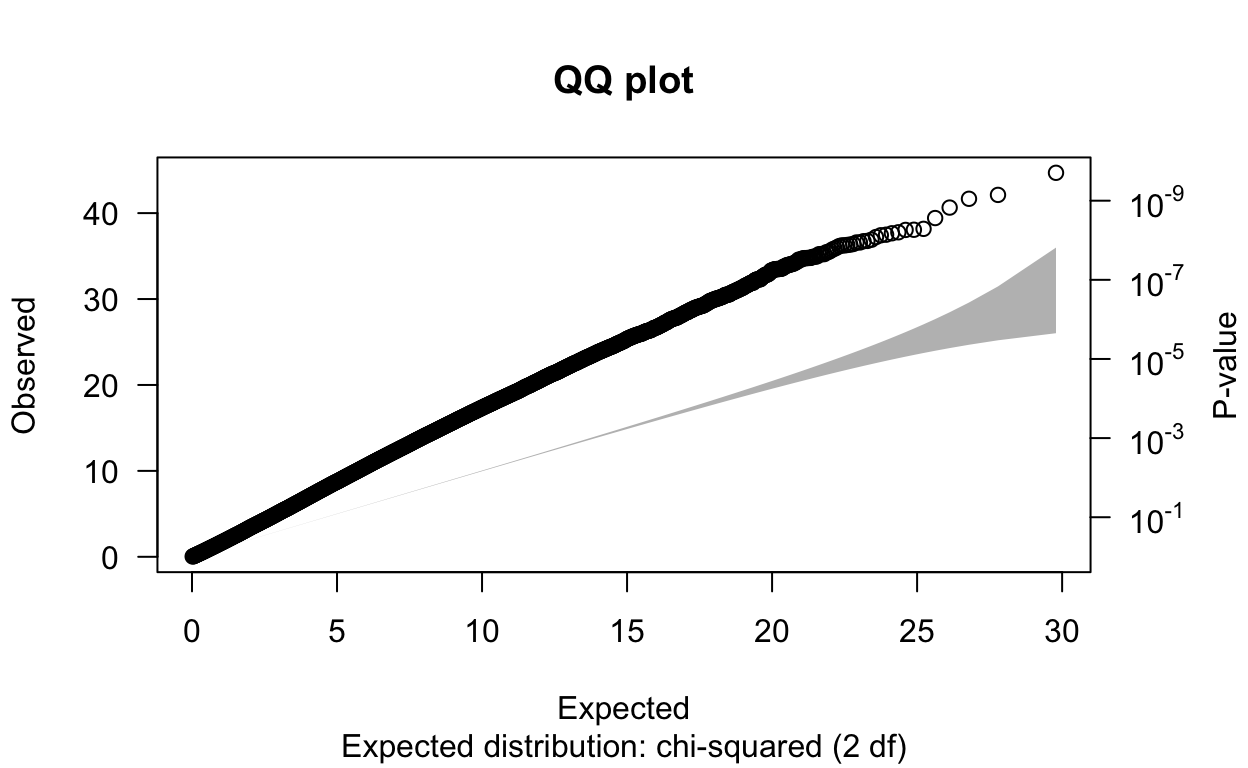 QQ plot
Observed
40
30
20
10
0
10-9
10-7
10-5
10-3
10-1
P-value
0 5 10 15 20 25 30
Expected
Expected distribution: chi-squared (2 df)